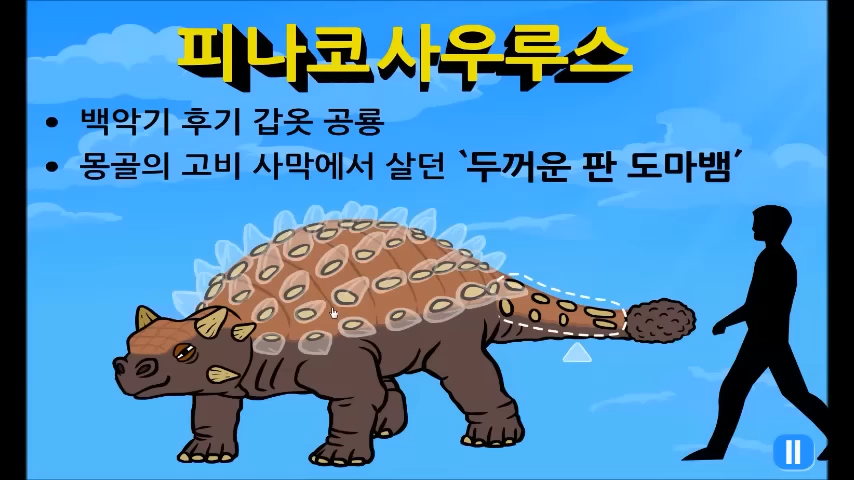 피나코사우루스
• 백악기 후기 갑옷 공룡
• 몽골의 고비 사막에서 살던 ‵두꺼운 판 도마뱀′